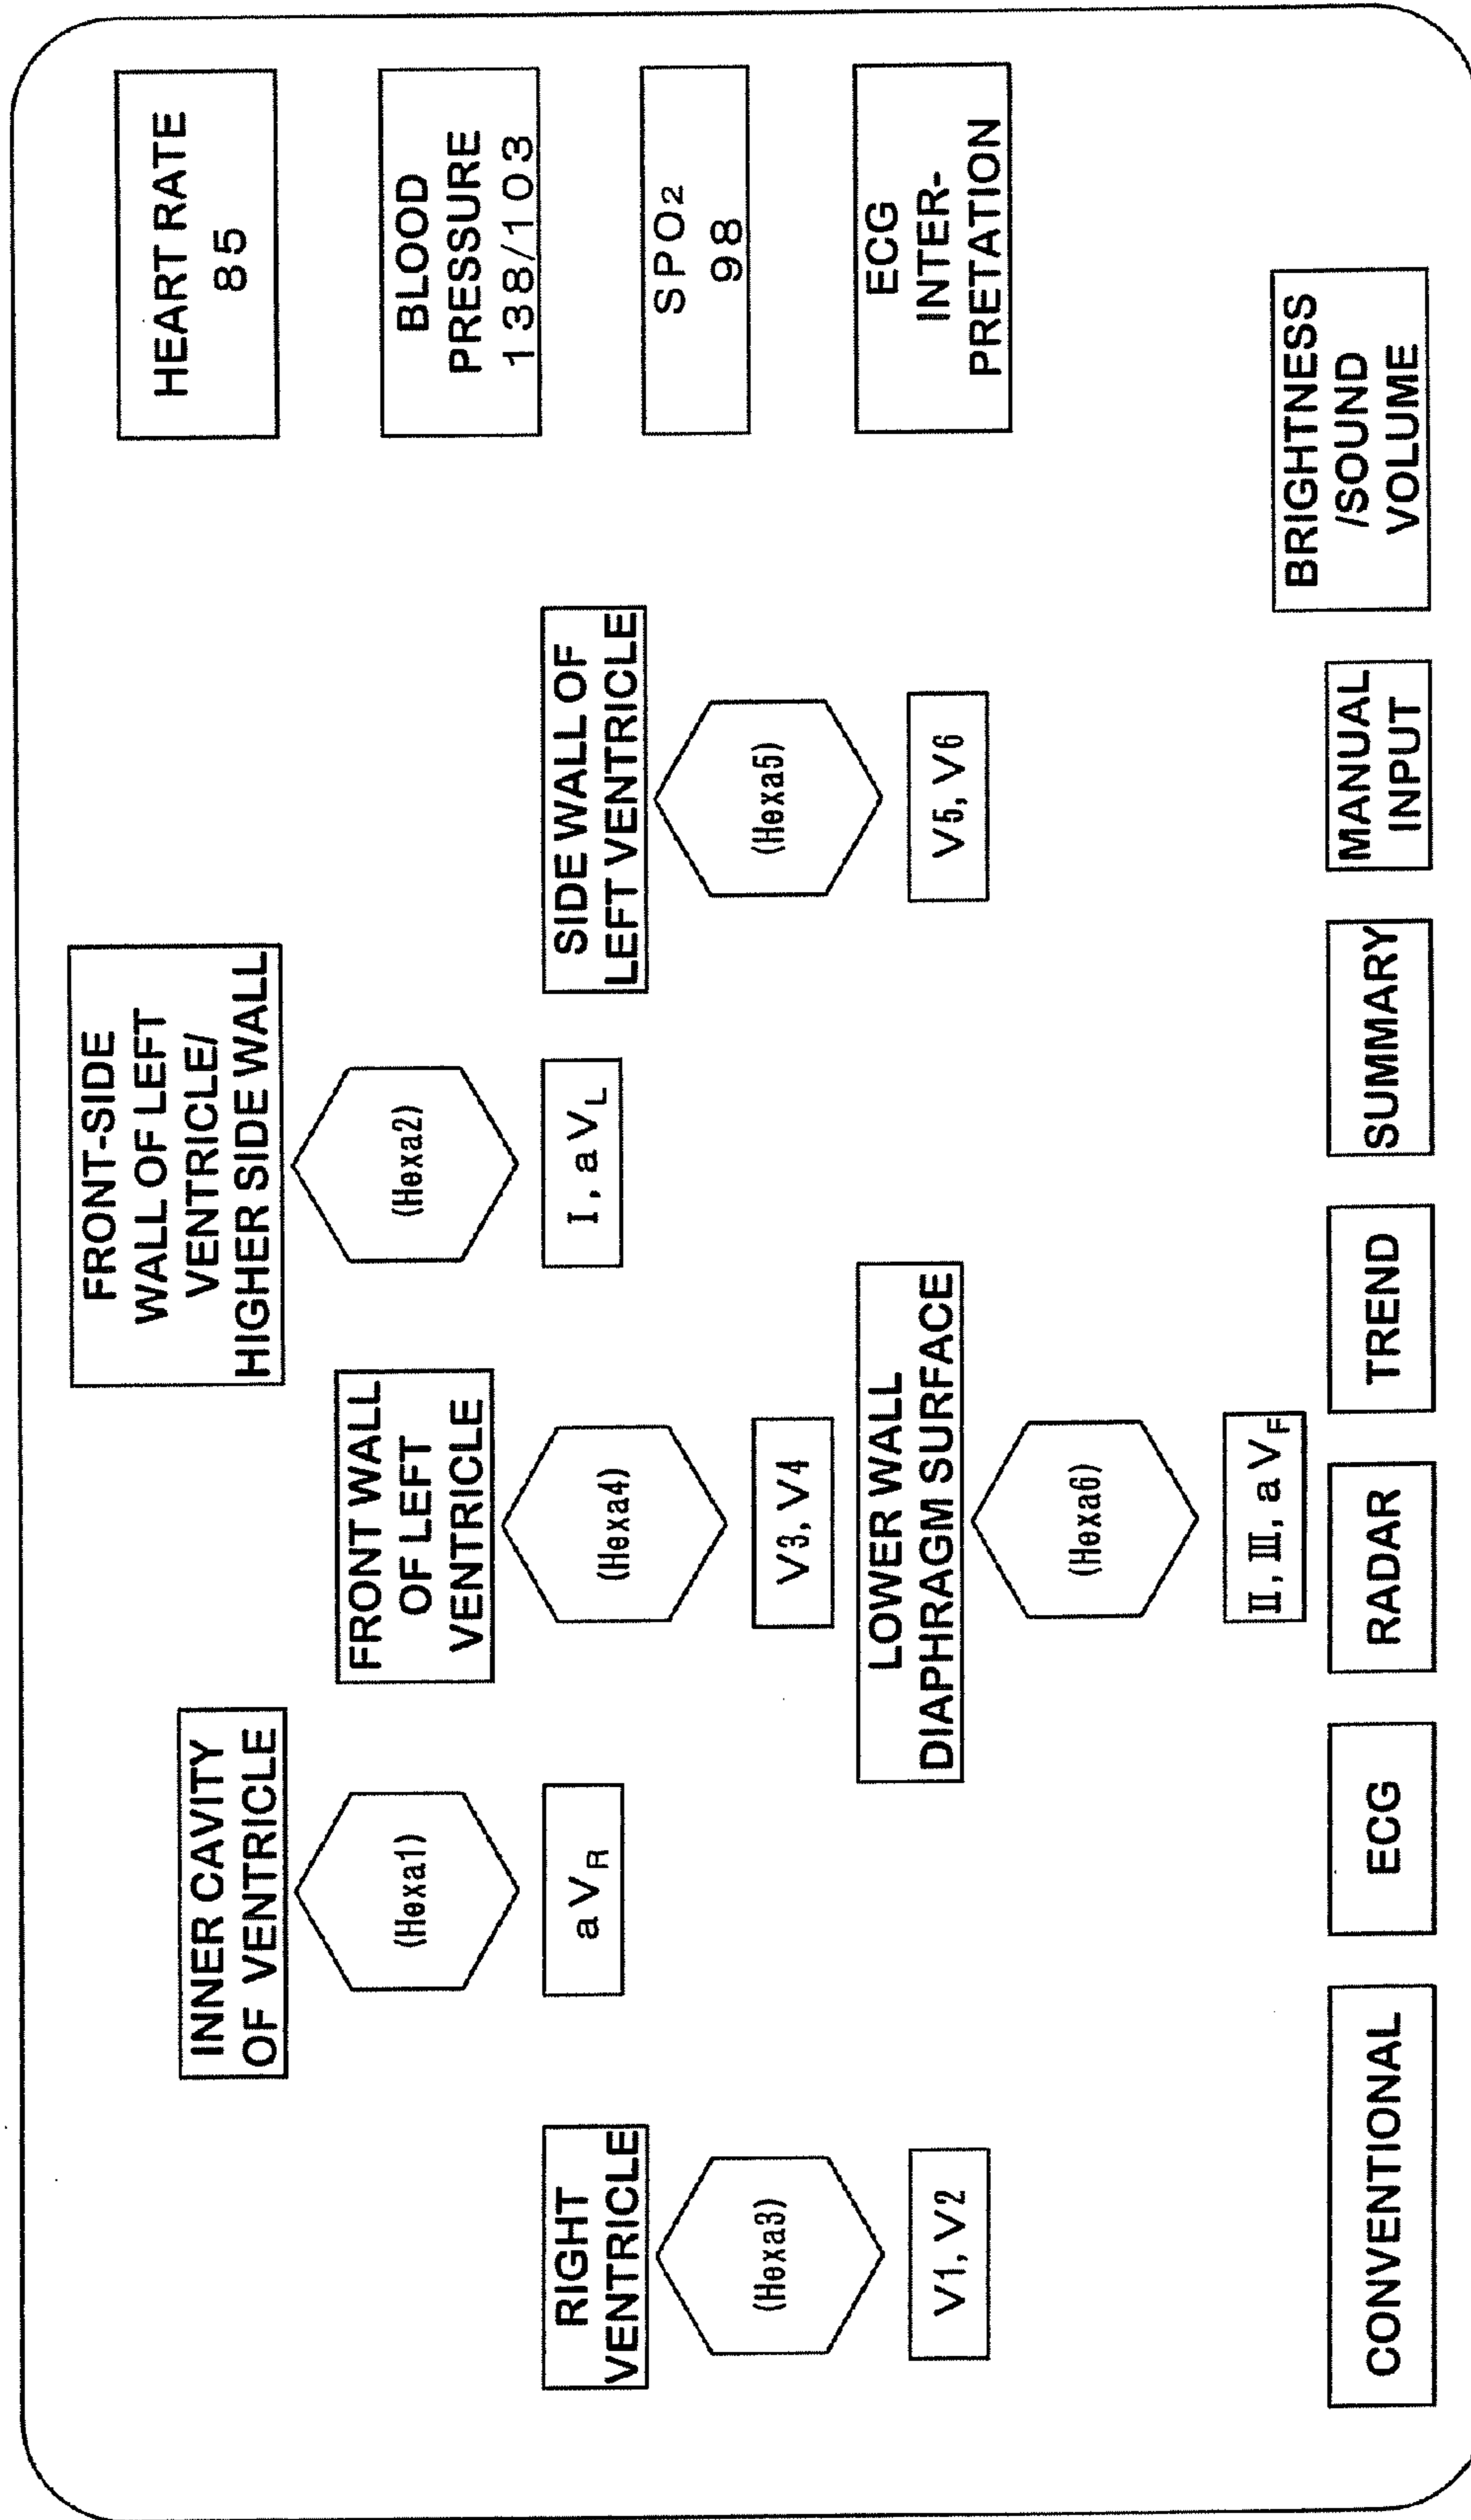 FRONT-SIDE
WALL OF LEFT
VENTRICLE/
HIGHER SIDE WALL
(Hexa2)
I, aVL
INNER CAVITY
OF VENTRICLE
(Hexa1)
aVR
FRONT WALL
OF LEFT
VENTRICLE
(Hexa4)
V3, V4
RIGHT
VENTRICLE
(Hexa3)
V1, V2
SIDE WALL OF
LEFT VENTRICLE
(Hexa5)
V5, V6
LOWER WALL
DIAPHRAGM SURFACE
(Hexa6)
II, III, aVF
HEART RATE
85
BLOOD
PRESSURE
138/103
SPO2
98
ECG
INTER-
PRETATION
CONVENTIONAL
ECG
RADAR
TREND
SUMMARY
MANUAL
INPUT
BRIGHTNESS
/SOUND
VOLUME